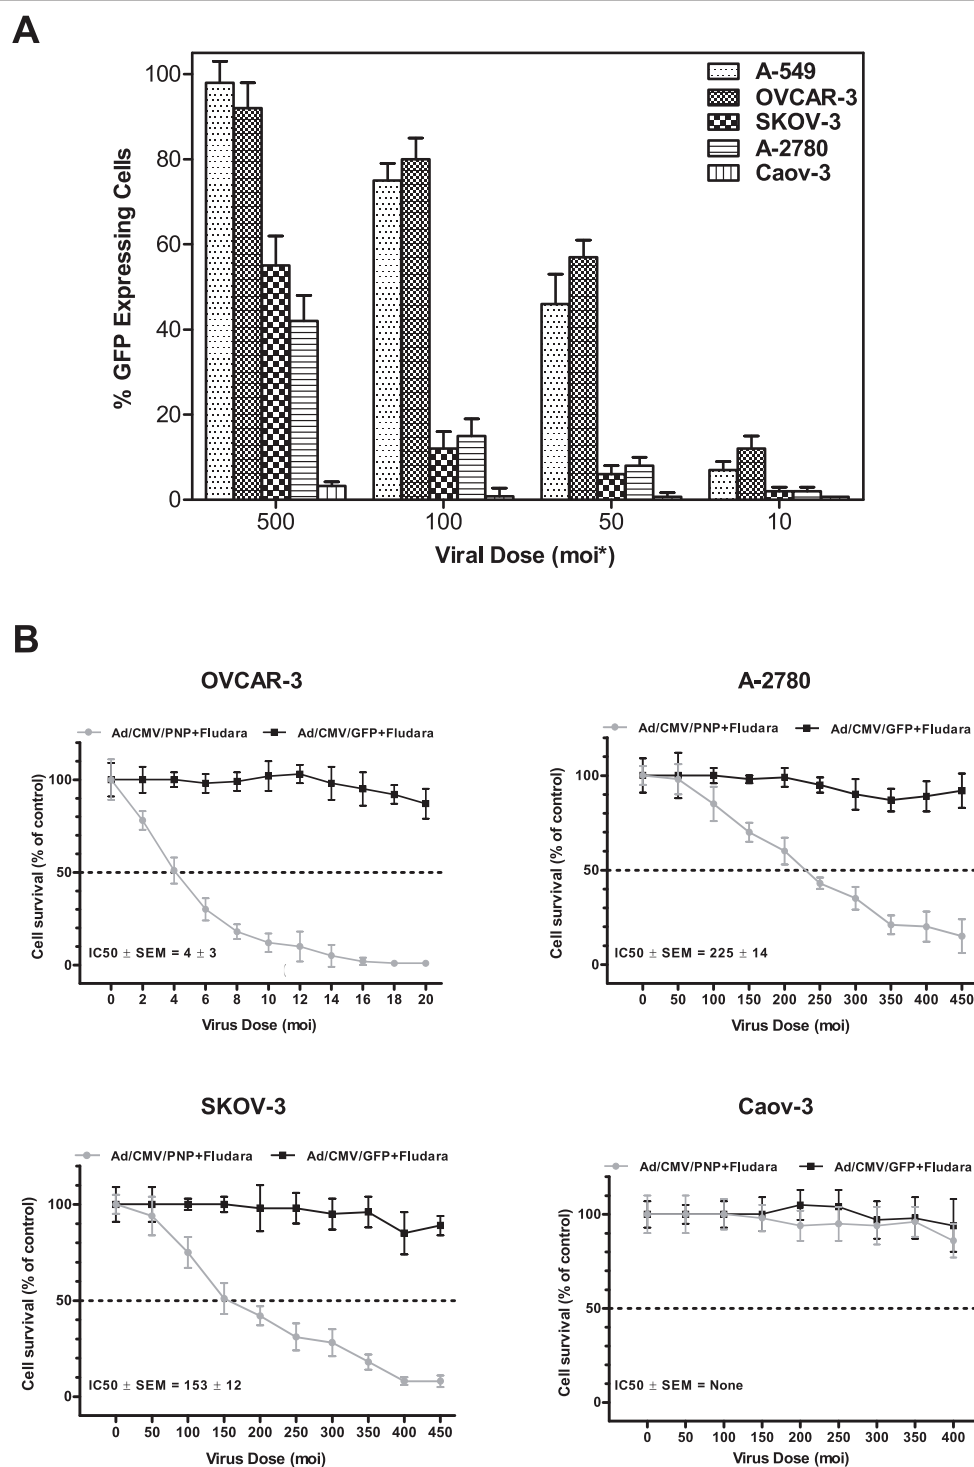 A
% GFP Expressing Cells
100
80
60
40
20
0
A-549
OVCAR-3
SKOV-3
A-2780
Caov-3
500 100 50 10
Viral Dose (moi*)
B
OVCAR-3
Ad/CMV/PNP+Fludara Ad/CMV/GFP+Fludara
Cell survival (% of control)
100
50
0
IC50 ± SEM = 4 ± 3
0 2 4 6 8 10 12 14 16 18 20
Virus Dose (moi)
A-2780
Ad/CMV/PNP+Fludara Ad/CMV/GFP+Fludara
Cell survival (% of control)
100
50
0
IC50 ± SEM = 225 ± 14
0 50 100 150 200 250 300 350 400 450
Virus Dose (moi)
SKOV-3
Ad/CMV/PNP+Fludara Ad/CMV/GFP+Fludara
Cell survival (% of control)
100
50
0
IC50 ± SEM = 153 ± 12
0 50 100 150 200 250 300 350 400 450
Virus Dose (moi)
Caov-3
Ad/CMV/PNP+Fludara Ad/CMV/GFP+Fludara
Cell survival (% of control)
100
50
0
IC50 ± SEM = None
0 50 100 150 200 250 300 350 400
Virus Dose (moi)